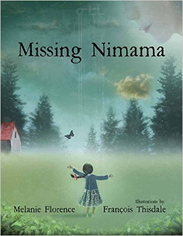 Missing Nimama
Illustrations by
Melanie Florence François Thisdale